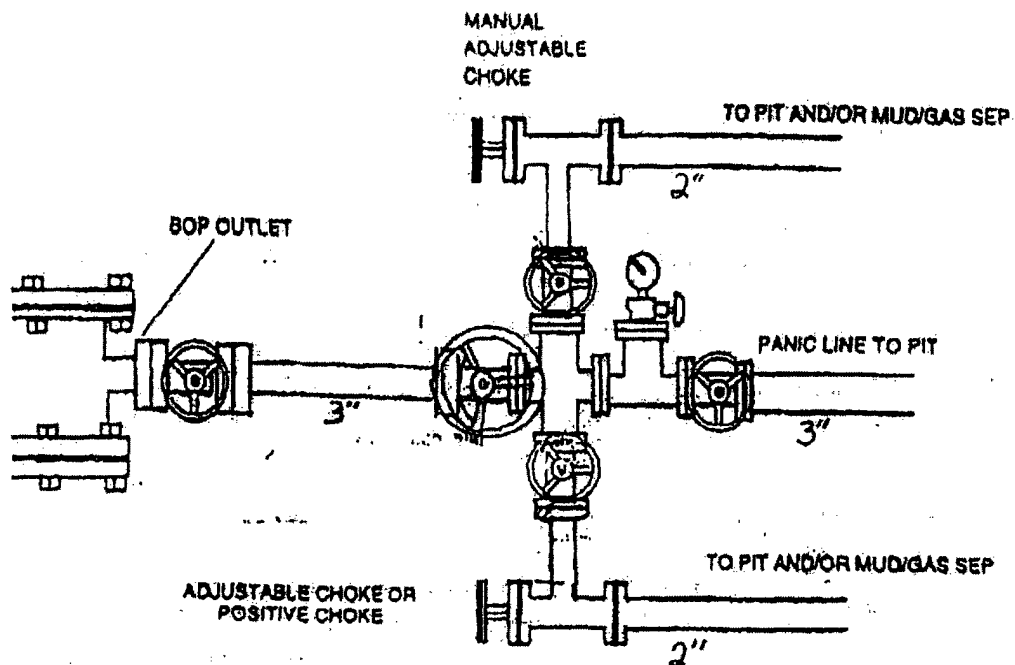 MANUAL
ADJUSTABLE
CHOKE
TO PIT AND/OR MUD/GAS SEP
2"
BOP OUTLET
PANIC LINE TO PIT
3"
3"
TO PIT AND/OR MUD/GAS SEP
ADJUSTABLE CHOKE OR
POSITIVE CHOKE
2"